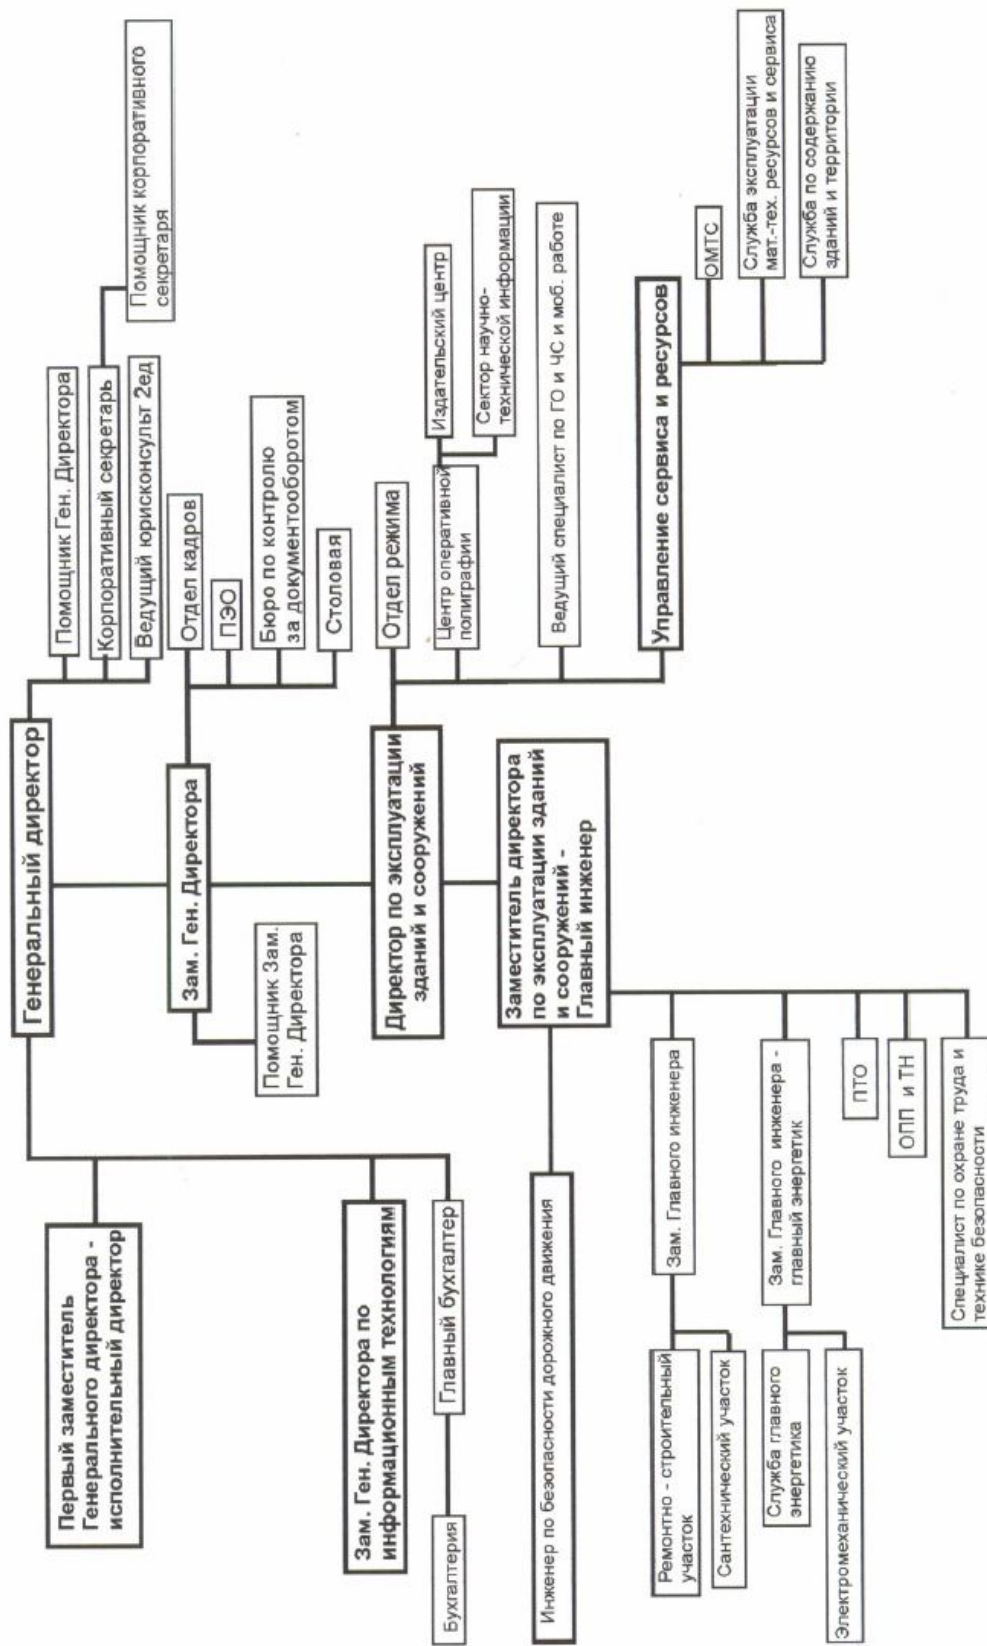 Генеральный директор
Помощник Ген. Директора
Корпоративный секретарь
Ведущий юрисконсульт 2ед
Помощник корпоративного
секретаря
Первый заместитель
Генерального директора -
исполнительный директор
Зам. Ген. Директора по
информационным технологиям
Главный бухгалтер
Бухгалтерия
Зам. Ген. Директора
Помощник Зам.
Ген. Директора
Отдел кадров
ПЭО
Бюро по контролю
за документооборотом
Столовая
Директор по эксплуатации
зданий и сооружений
Отдел режима
Центр оперативной
полиграфии
Издательский центр
Сектор научно-
технической информации
Ведущий специалист по ГО и ЧС и моб. работе
Управление сервиса и ресурсов
ОМТС
Служба эксплуатации
мат.-тех. ресурсов и сервиса
Служба по содержанию
зданий и территории
Заместитель директора
по эксплуатации зданий
и сооружений -
Главный инженер
Инженер по безопасности дорожного движения
Зам. Главного инженера
Ремонтно - строительный
участок
Сантехнический участок
Зам. Главного инженера -
главный энергетик
Служба главного
энергетика
Электромеханический участок
ПТО
ОПП и ТН
Специалист по охране труда и
технике безопасности